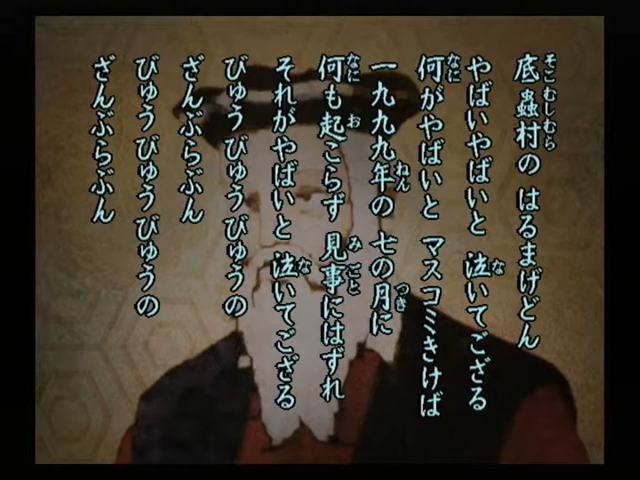 底蟲村の はるまげどん
やばいやばいと 泣いてござる
何がやばいと マスコミきけば
一九九九年の 七の月に
何も起こらず 見事にはずれ
それがやばいと 泣いてござる
びゅう びゅう びゅうの
ざんぶらぶん
びゅう びゅう びゅうの
ざんぶらぶん